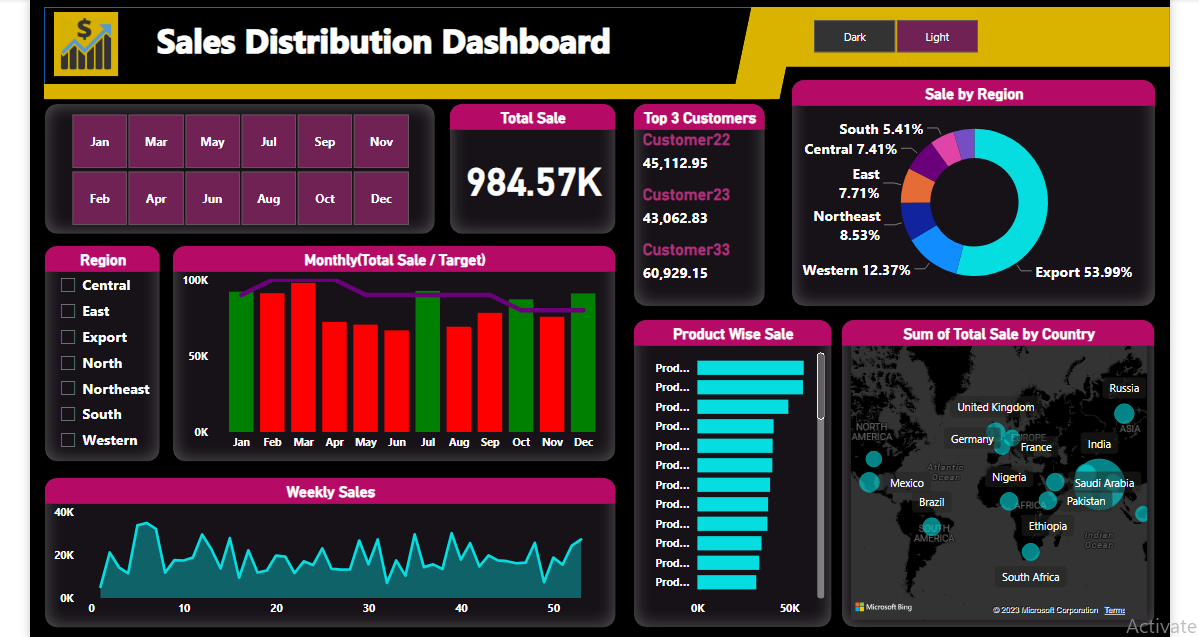 Sales Distribution Dashboard
Dark
Light
Jan
Mar
May
Jul
Sep
Nov
Feb
Apr
Jun
Aug
Oct
Dec
Total Sale
984.57K
Top 3 Customers
Customer22
45,112.95
Customer23
43,062.83
Customer33
60,929.15
Sale by Region
South 5.41%
Central 7.41%
East
7.71%
Northeast
8.53%
Western 12.37%
Export 53.99%
Region
Central
East
Export
North
Northeast
South
Western
Monthly(Total Sale / Target)
100K
50K
0K
Jan Feb Mar Apr May Jun Jul Aug Sep Oct Nov Dec
Product Wise Sale
Prod...
Prod...
Prod...
Prod...
Prod...
Prod...
Prod...
Prod...
Prod...
Prod...
Prod...
Prod...
0K 50K
Sum of Total Sale by Country
Russia
United Kingdom
NORTH
AMERICA
ASIA
Germany
EUROPE
France
India
Atlantic
Ocean
Mexico
Nigeria
Saudi Arabia
Brazil
AFRICA
Pakistan
SOUTH
AMERICA
Ethiopia
Indian
Ocean
South Africa
Microsoft Bing
© 2023 Microsoft Corporation Terms
Weekly Sales
40K
20K
0K
0 10 20 30 40 50
Activate